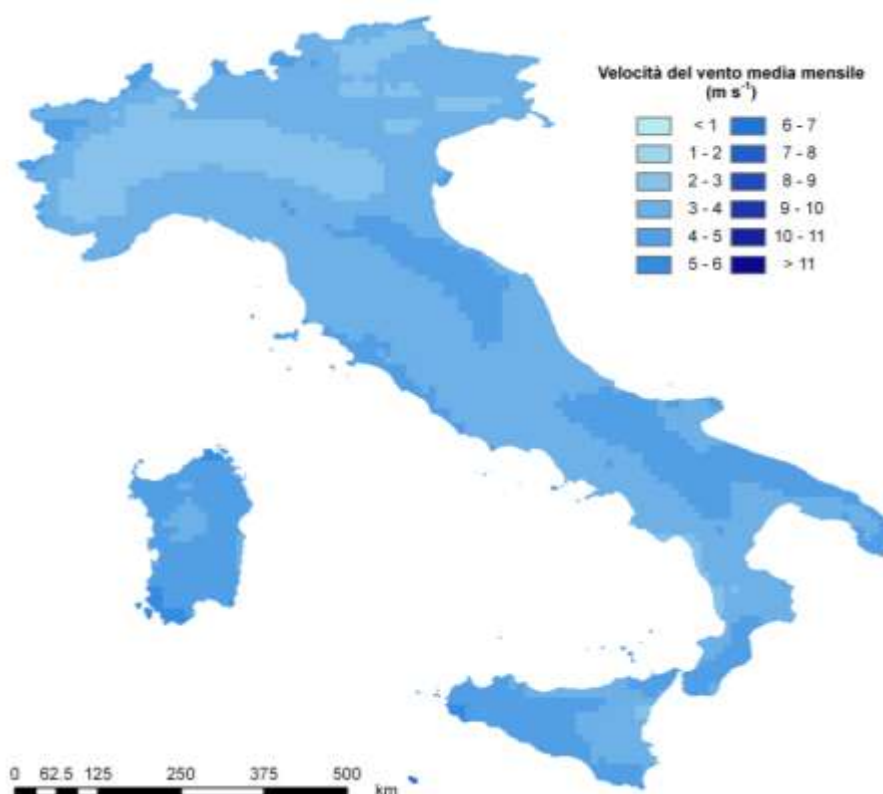 Velocità del vento media mensile
(m s⁻¹)
< 1 6 - 7
1 - 2 7 - 8
2 - 3 8 - 9
3 - 4 9 - 10
4 - 5 10 - 11
5 - 6 > 11
0 62.5 125 250 375 500
km